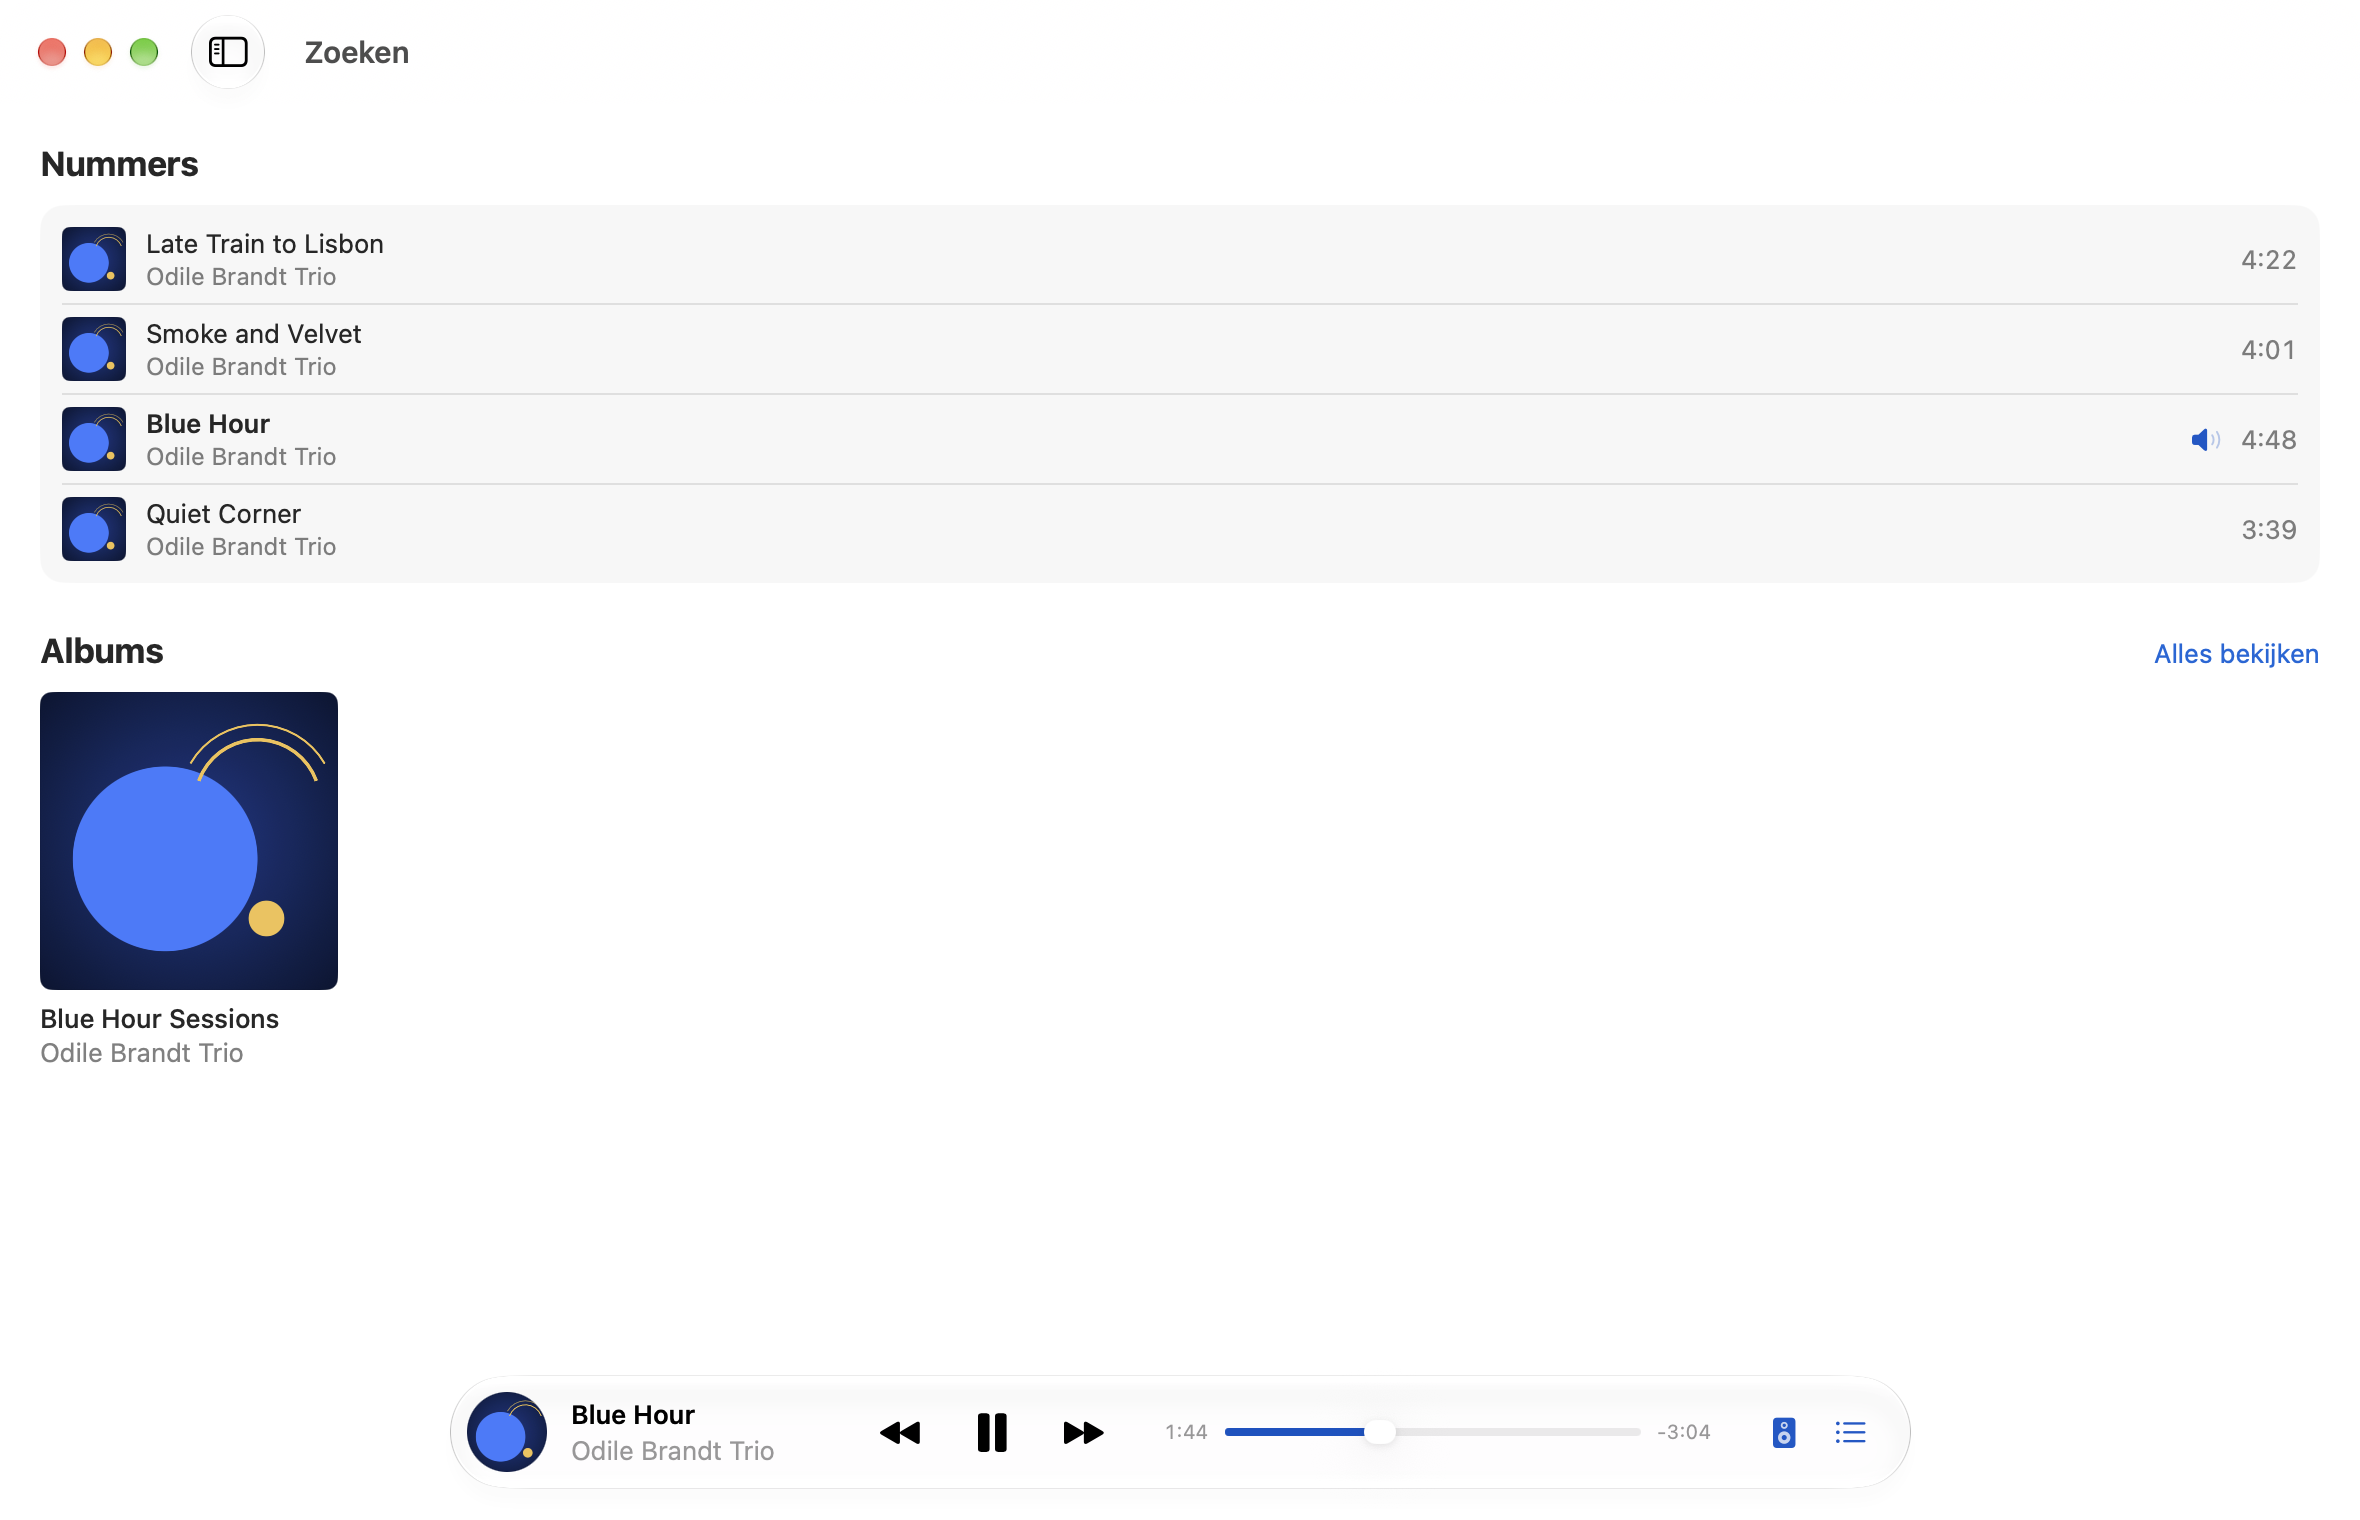 Zoeken
Nummers
Late Train to Lisbon
Odile Brandt Trio
4:22
Smoke and Velvet
Odile Brandt Trio
4:01
Blue Hour
Odile Brandt Trio
4:48
Quiet Corner
Odile Brandt Trio
3:39
Albums
Alles bekijken
Blue Hour Sessions
Odile Brandt Trio
Blue Hour
Odile Brandt Trio
1:44
-3:04